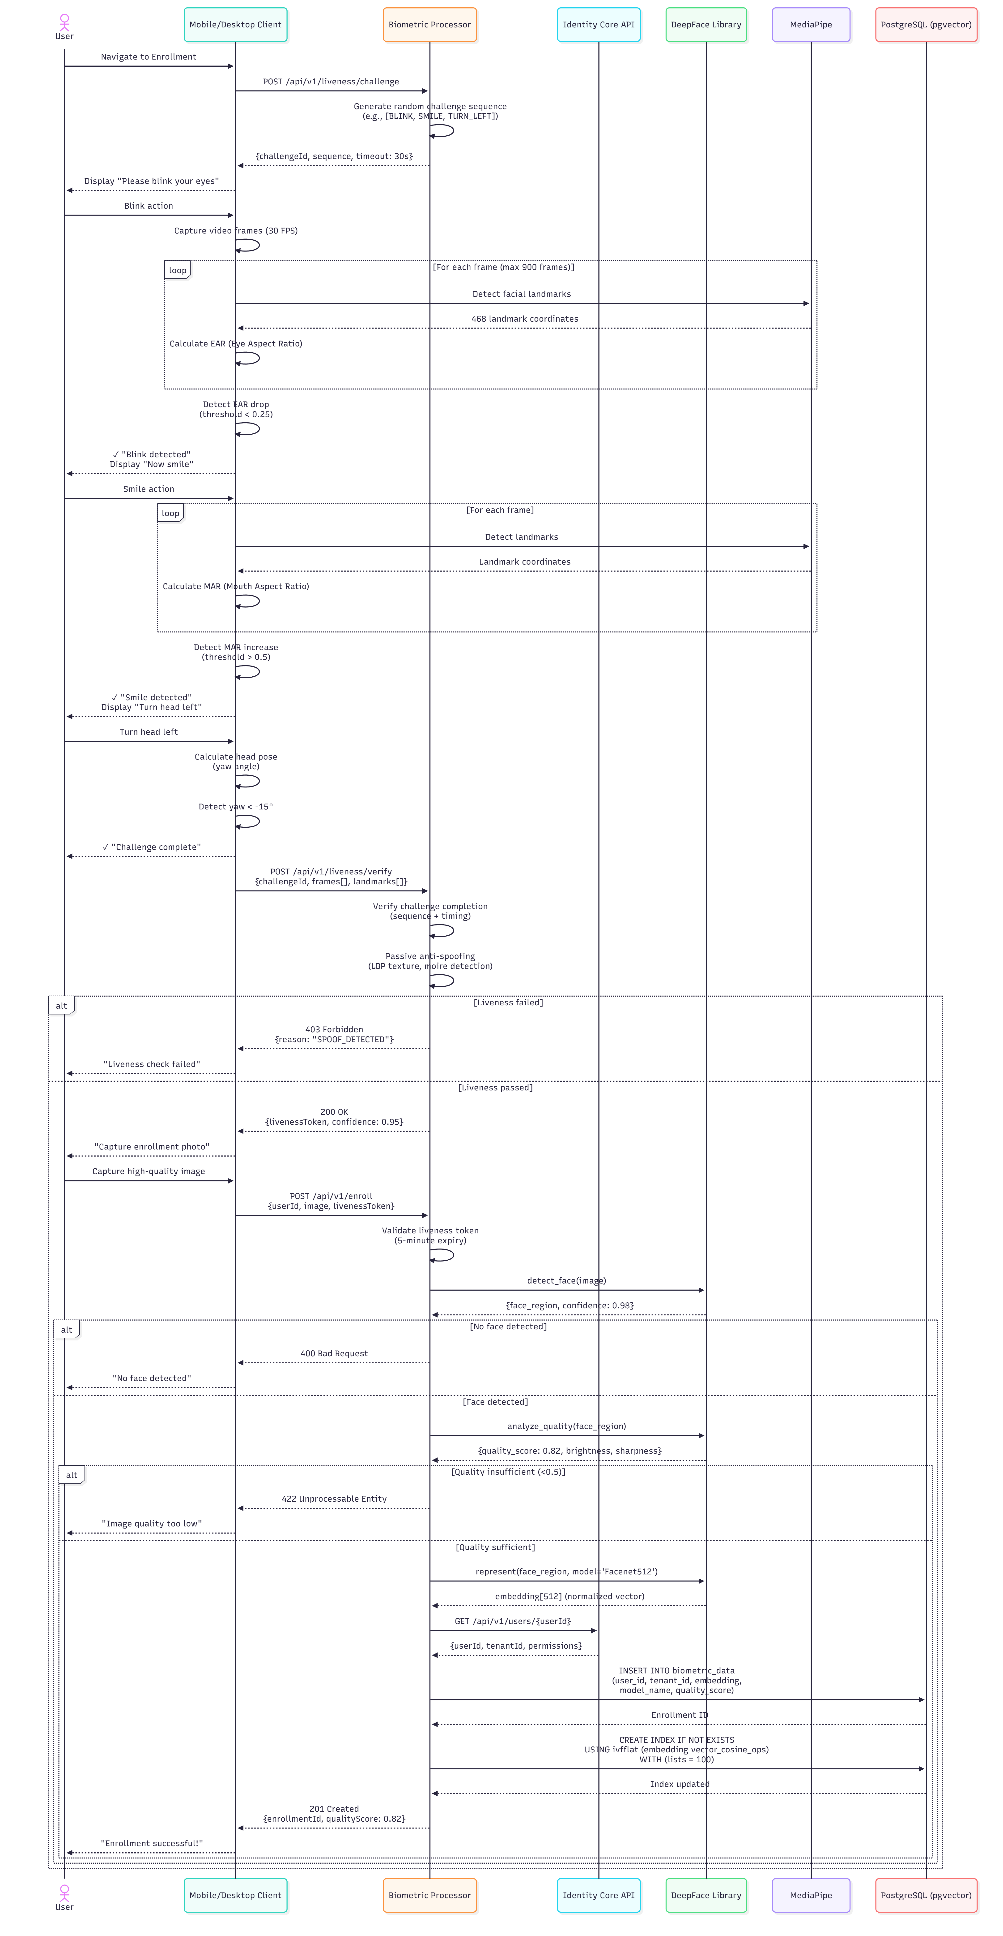 User
Mobile/Desktop Client
Biometric Processor
Identity Core API
DeepFace Library
MediaPipe
PostgreSQL (pgvector)
Navigate to Enrollment
POST /api/v1/liveness/challenge
Generate random challenge sequence
(e.g., [BLINK, SMILE, TURN_LEFT])
{challengeId, sequence, timeout: 30s}
Display "Please blink your eyes"
Blink action
Capture video frames (30 FPS)
loop
[For each frame (max 900 frames)]
Detect facial landmarks
468 landmark coordinates
Calculate EAR (Eye Aspect Ratio)
Detect EAR drop
(threshold < 0.25)
✓ "Blink detected"
Display "Now smile"
Smile action
loop
[For each frame]
Detect landmarks
Landmark coordinates
Calculate MAR (Mouth Aspect Ratio)
Detect MAR increase
(threshold > 0.5)
✓ "Smile detected"
Display "Turn head left"
Turn head left
Calculate head pose
(yaw angle)
Detect yaw < -15°
✓ "Challenge complete"
POST /api/v1/liveness/verify
{challengeId, frames[], landmarks[]}
Verify challenge completion
(sequence + timing)
Passive anti-spoofing
(LBP texture, moire detection)
alt
[Liveness failed]
403 Forbidden
{reason: "SPOOF_DETECTED"}
"Liveness check failed"
[Liveness passed]
200 OK
{livenessToken, confidence: 0.95}
"Capture enrollment photo"
Capture high-quality image
POST /api/v1/enroll
{userId, image, livenessToken}
Validate liveness token
(5-minute expiry)
detect_face(image)
{face_region, confidence: 0.98}
alt
[No face detected]
400 Bad Request
"No face detected"
[Face detected]
analyze_quality(face_region)
{quality_score: 0.82, brightness, sharpness}
alt
[Quality insufficient (<0.5)]
422 Unprocessable Entity
"Image quality too low"
[Quality sufficient]
represent(face_region, model='Facenet512')
embedding[512] (normalized vector)
GET /api/v1/users/{userId}
{userId, tenantId, permissions}
INSERT INTO biometric_data
(user_id, tenant_id, embedding,
model_name, quality_score)
Enrollment ID
CREATE INDEX IF NOT EXISTS
USING ivfflat (embedding vector_cosine_ops)
WITH (lists = 100)
Index updated
201 Created
{enrollmentId, qualityScore: 0.82}
"Enrollment successful!"
User
Mobile/Desktop Client
Biometric Processor
Identity Core API
DeepFace Library
MediaPipe
PostgreSQL (pgvector)